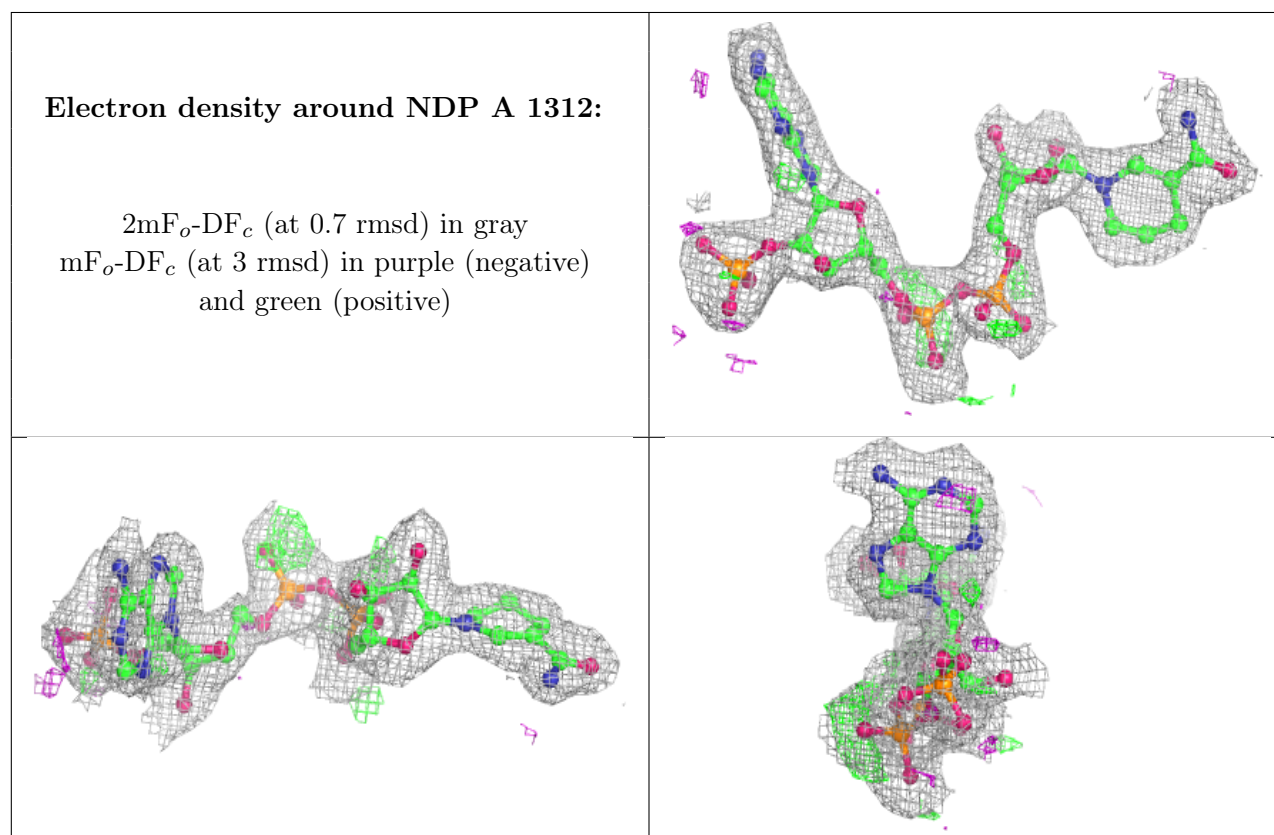 Electron density around NDP A 1312:
2mFₒ-DF𝒸 (at 0.7 rmsd) in gray
mFₒ-DF𝒸 (at 3 rmsd) in purple (negative)
and green (positive)